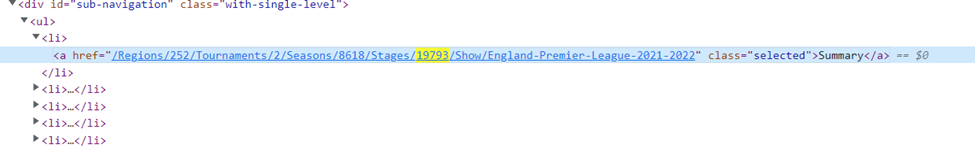 ▼<div id="sub-navigation" class="with-single-level">
▼<ul>
▼<li>
<a href="/Regions/252/Tournaments/2/Seasons/8618/Stages/19793/Show/England-Premier-League-2021-2022" class="selected">Summary</a> == $0
</li>
▶<li>…</li>
▶<li>…</li>
▶<li>…</li>
▶<li>…</li>